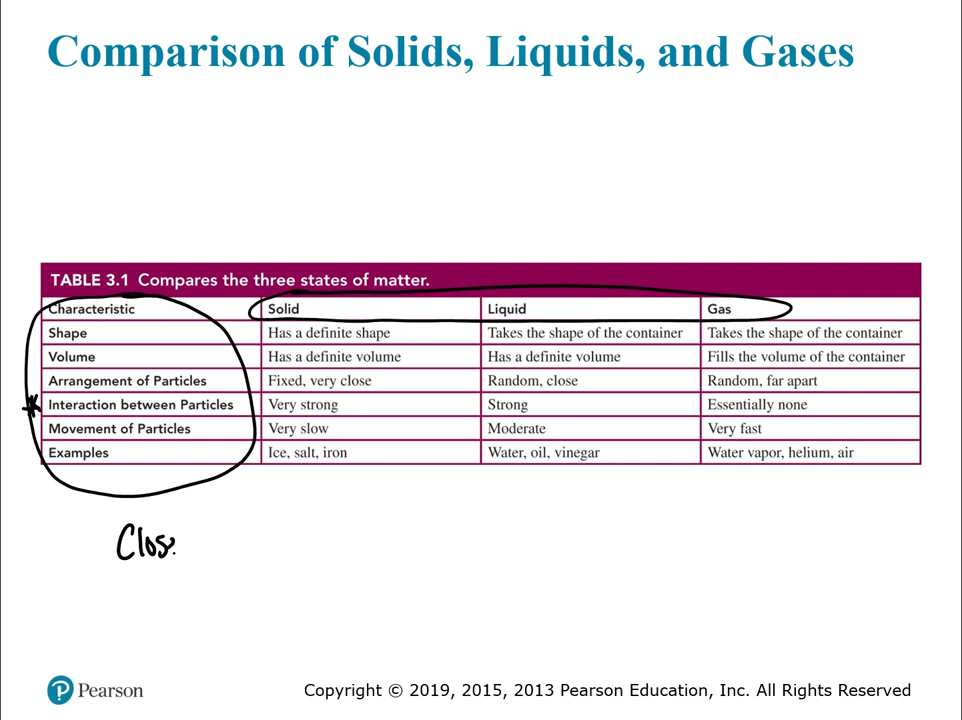 Comparison of Solids, Liquids, and Gases
TABLE 3.1 Compares the three states of matter.
Characteristic Solid Liquid Gas
Shape Has a definite shape Takes the shape of the container Takes the shape of the container
Volume Has a definite volume Has a definite volume Fills the volume of the container
Arrangement of Particles Fixed, very close Random, close Random, far apart
Interaction between Particles Very strong Strong Essentially none
Movement of Particles Very slow Moderate Very fast
Examples Ice, salt, iron Water, oil, vinegar Water vapor, helium, air
Clos
Pearson
Copyright © 2019, 2015, 2013 Pearson Education, Inc. All Rights Reserved